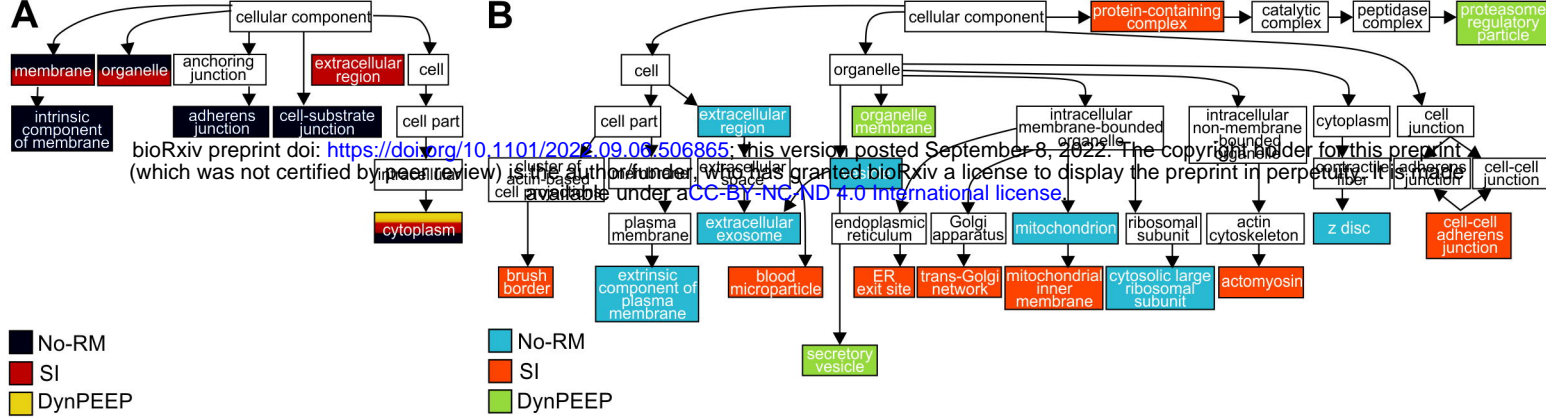 A
cellular component
membrane
organelle
anchoring
junction
extracellular
region
cell
intrinsic
component
of membrane
adherens
junction
cell-substrate
junction
cell part
intracellular
cytoplasm
No-RM
SI
DynPEEP
B
cellular component
protein-containing
complex
catalytic
complex
peptidase
complex
proteasome
regulatory
particle
cell
organelle
cell part
extracellular
region
organelle
membrane
intracellular
membrane-bounded
organelle
intracellular
non-membrane
bounded
organelle
cytoplasm
cell
junction
cluster of
actin-based
cell projections
membrane
extracellular
space
vesicle
contractile
fiber
adherens
junction
cell-cell
junction
plasma
membrane
extracellular
exosome
endoplasmic
reticulum
Golgi
apparatus
mitochondrion
ribosomal
subunit
actin
cytoskeleton
z disc
cell-cell
adherens
junction
brush
border
extrinsic
component of
plasma
membrane
blood
microparticle
ER
exit site
trans-Golgi
network
mitochondrial
inner
membrane
cytosolic large
ribosomal
subunit
actomyosin
secretory
vesicle
No-RM
SI
DynPEEP
bioRxiv preprint doi: https://doi.org/10.1101/2022.09.06.506865; this version posted September 8, 2022. The copyright holder for this preprint
(which was not certified by peer review) is the author/funder, who has granted bioRxiv a license to display the preprint in perpetuity. It is made
available under aCC-BY-NC-ND 4.0 International license.